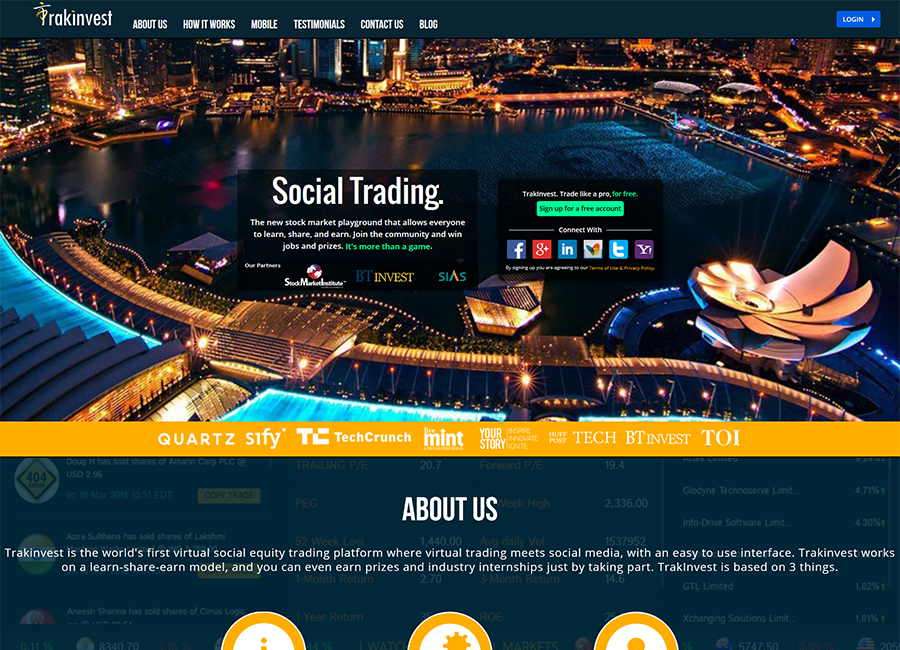 Trakinvest
ABOUT US HOW IT WORKS MOBILE TESTIMONIALS CONTACT US BLOG
LOGIN
Social Trading.
The new stock market playground that allows everyone
to learn, share, and earn. Join the community and win
jobs and prizes. It's more than a game.
Our Partners
StockMarketInstitute
BTINVEST
SIAS
TrakInvest. Trade like a pro, for free.
Sign up for a free account
Connect With
By signing up you are agreeing to our Terms of Use & Privacy Policy.
QUARTZ sify TC TechCrunch live mint YOUR STORY INSPIRE INNOVATE IGNITE HUFF POST TECH BTINVEST TOI
Doug H has sold shares of Amarin Corp PLC @
USD 2.96
on 16 Mar 2015 10:51 EDT
COPY TRADE
404
TRAILING P/E 20.7 Forward P/E 19.4
PEG Week High 2,336.00
52 Week Low 1,440.00 Avg daily Vol 1537952
1-Month Return 2.70 3-Month Return 14.6
1-Year Return ROE
Glodyne Technoserve Limit... 4.71%
Info-Drive Software Limit... 4.30%
GTL Limited 1.82%
Xchanging Solutions Limit... 1.81%
ABOUT US
Azira Sulthana has sold shares of Lakshmi
Trakinvest is the world's first virtual social equity trading platform where virtual trading meets social media, with an easy to use interface. Trakinvest works
on a learn-share-earn model, and you can even earn prizes and industry internships just by taking part. TrakInvest is based on 3 things.
Aneesh Sharma has sold shares of Cirrus Logic
0.11% 8340.70 WATCH MARKETS 5747.50 0.59%